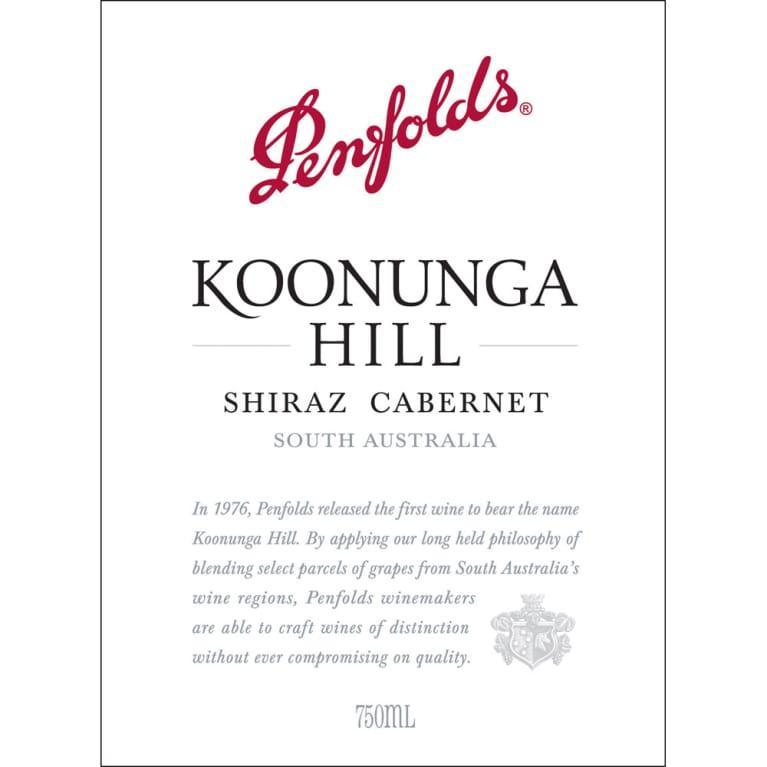 Penfolds®
KOONUNGA
HILL
SHIRAZ CABERNET
SOUTH AUSTRALIA
In 1976, Penfolds released the first wine to bear the name
Koonunga Hill. By applying our long held philosophy of
blending select parcels of grapes from South Australia's
wine regions, Penfolds winemakers
are able to craft wines of distinction
without ever compromising on quality.
750ML